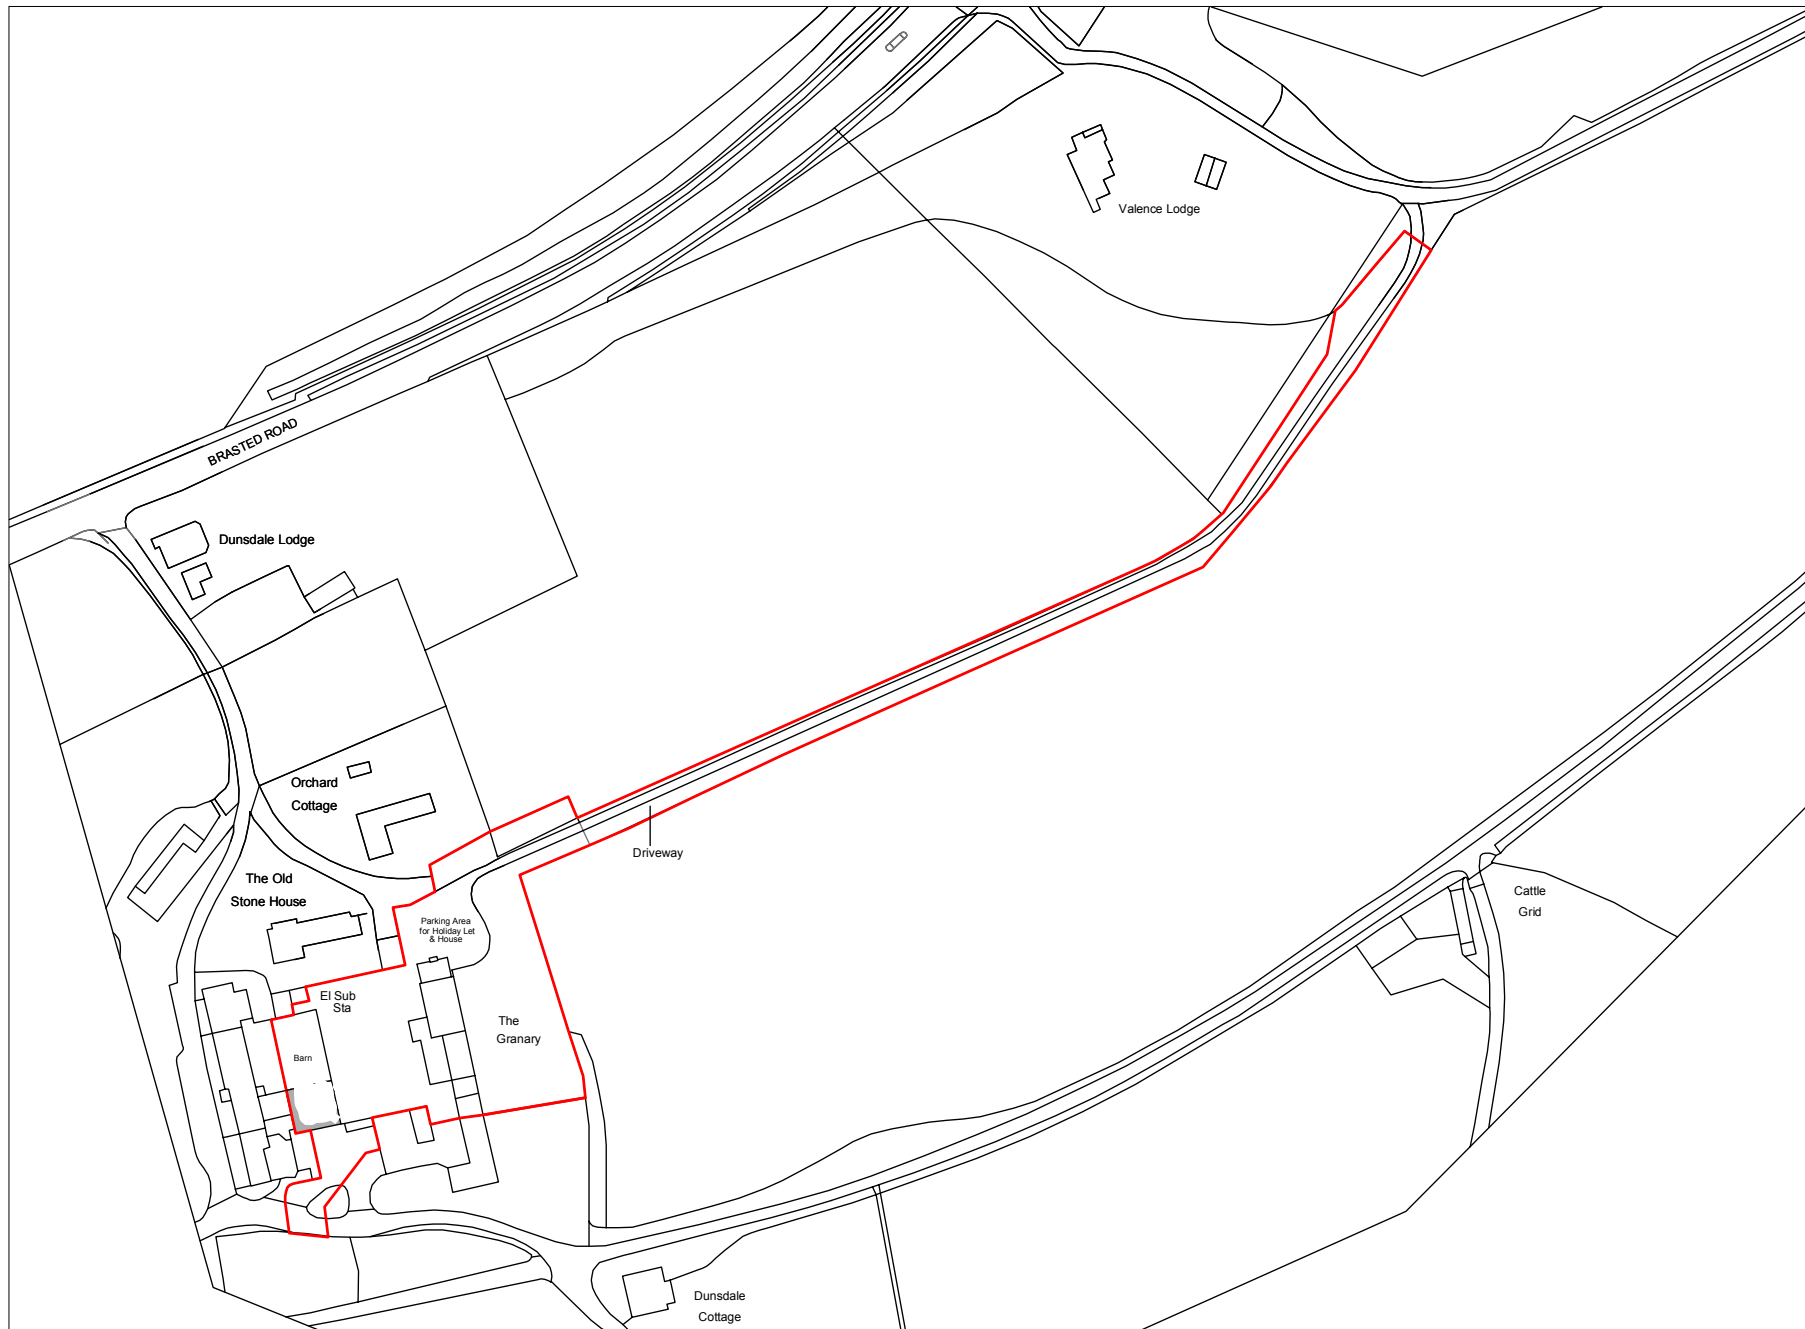 Valence Lodge
BRASTED ROAD
Dunsdale Lodge
Orchard
Cottage
Driveway
The Old
Stone House
Cattle
Grid
Parking Area
for Holiday Let
& House
El Sub
Sta
The
Granary
Barn
Dunsdale
Cottage